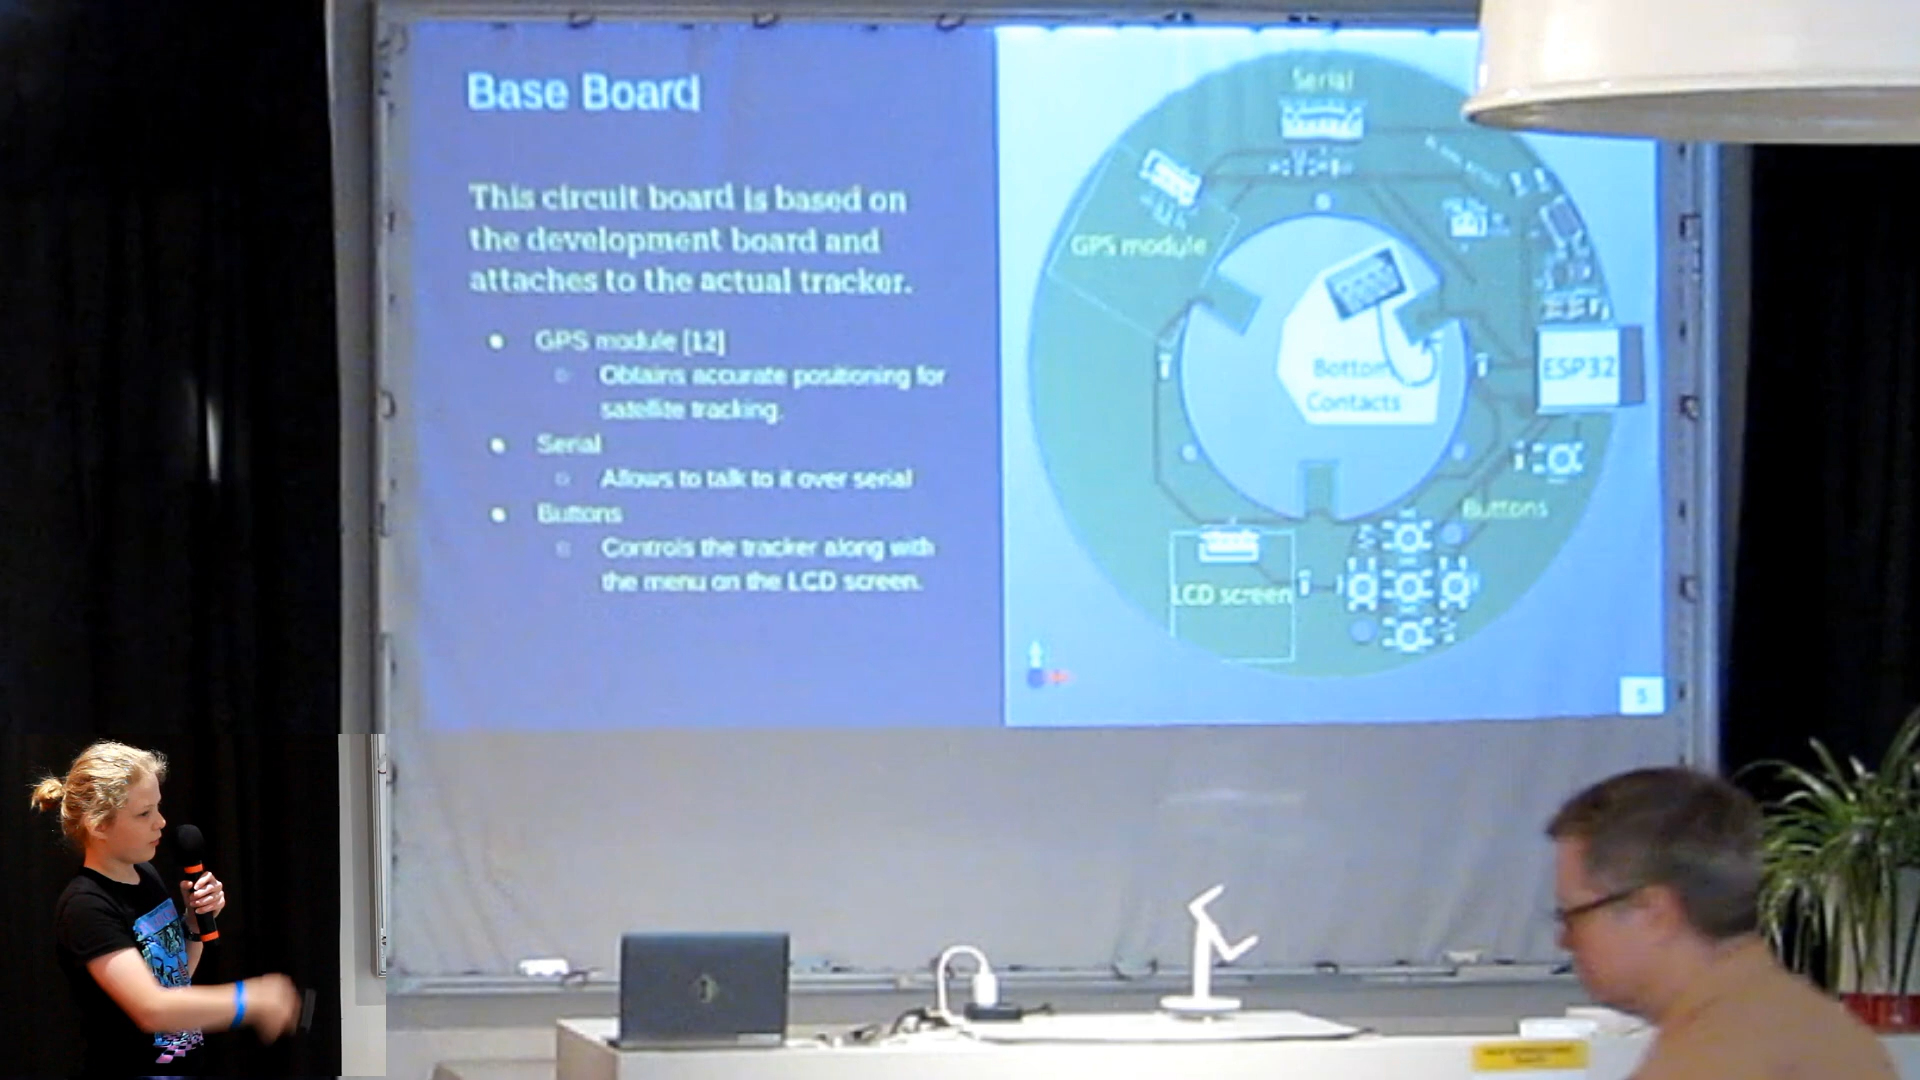 Base Board
This circuit board is based on
the development board and
attaches to the actual tracker.
GPS module [12]
Obtains accurate positioning for
satellite tracking.
Serial
Allows to talk to it over serial
Buttons
Controls the tracker along with
the menu on the LCD screen.
Serial
GPS module
Bottom
Contacts
ESP32
Buttons
LCD screen
5